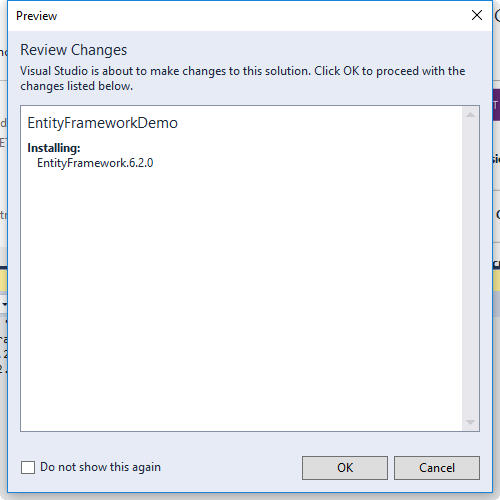 Preview
Review Changes
Visual Studio is about to make changes to this solution. Click OK to proceed with the
changes listed below.
EntityFrameworkDemo
Installing:
EntityFramework.6.2.0
Do not show this again
OK
Cancel